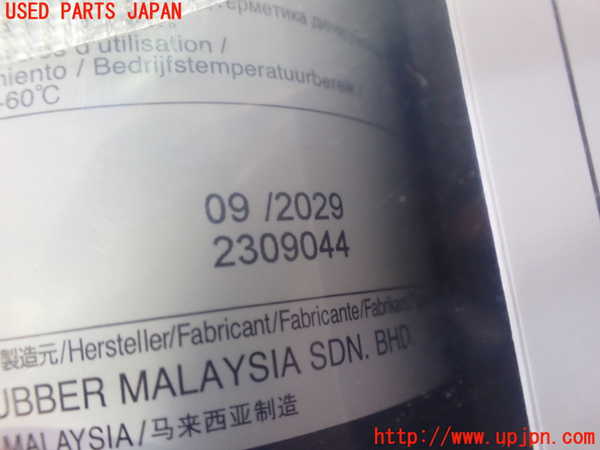 USED PARTS JAPAN
d'utilisation /
/ Bedrijfstemperatuurbereik /
-60℃
09 /2029
2309044
製造元/Hersteller/Fabricant/Fabricante/Fabrikant
UBBER MALAYSIA SDN. BHD.
MALAYSIA/马来西亚制造
http://www.upjpn.com/